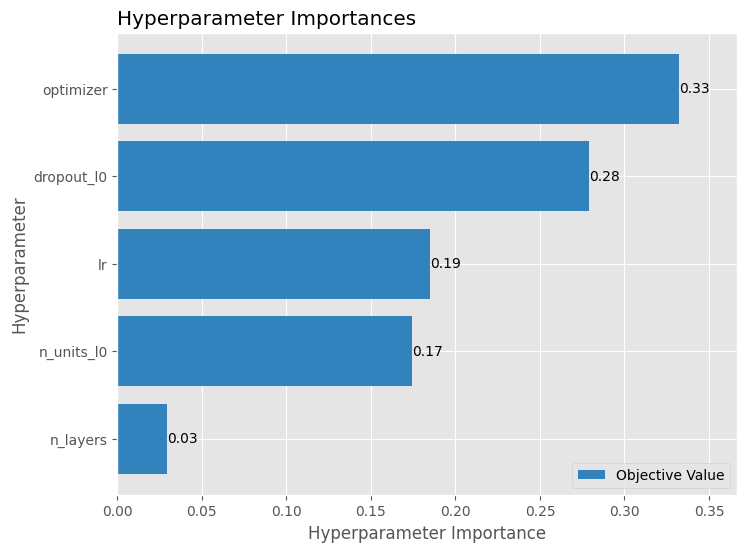 Hyperparameter Importances
Hyperparameter
optimizer
0.33
dropout_l0
0.28
lr
0.19
n_units_l0
0.17
n_layers
0.03
Objective Value
0.00 0.05 0.10 0.15 0.20 0.25 0.30 0.35
Hyperparameter Importance